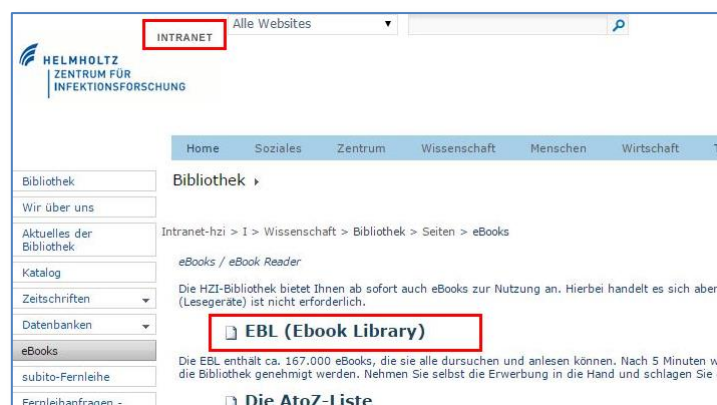 Alle Websites
INTRANET
HELMHOLTZ
ZENTRUM FÜR
INFEKTIONSFORSCHUNG
Home Soziales Zentrum Wissenschaft Menschen Wirtschaft
Bibliothek
Wir über uns
Aktuelles der
Bibliothek
Katalog
Zeitschriften
Datenbanken
eBooks
subito-Fernleihe
Fernleihanfragen -
Bibliothek
Intranet-hzi > I > Wissenschaft > Bibliothek > Seiten > eBooks
eBooks / eBook Reader
Die HZI-Bibliothek bietet Ihnen ab sofort auch eBooks zur Nutzung an. Hierbei handelt es sich aber
(Lesegeräte) ist nicht erforderlich.
EBL (Ebook Library)
Die EBL enthält ca. 167.000 eBooks, die sie alle dursuchen und anlesen können. Nach 5 Minuten w
die Bibliothek genehmigt werden. Nehmen Sie selbst die Erwerbung in die Hand und schlagen Sie
Die AtoZ-Liste